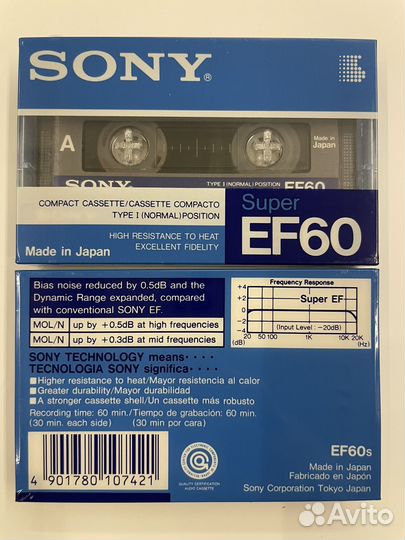 SONY®
A
Made in Japan
SONY
TYPE I (NORMAL) POSITION EF60
COMPACT CASSETTE/CASSETTE COMPACTO
TYPE I (NORMAL) POSITION
HIGH RESISTANCE TO HEAT
EXCELLENT FIDELITY
Made in Japan
Super
EF60
Bias noise reduced by 0.5dB and the
Dynamic Range expanded, compared
with conventional SONY EF.
MOL/N up by +0.5dB at high frequencies
MOL/N up by +0.3dB at mid frequencies
Frequency Response
+4
+2
0
-2
-4
(dB)
Super EF
(Input Level: -20dB)
20 50 100 1K 10K 20K
(Hz)
SONY TECHNOLOGY means····
TECNOLOGIA SONY significa····
■Higher resistance to heat/Mayor resistencia al calor
■Greater durability/Mayor durabilidad
■A stronger cassette shell/Un cassette más robusto
Recording time: 60 min./Tiempo de grabación: 60 min.
(30 min. each side) (30 min por cara)
4 901780 107421
QUALITY CERTIFICATION
AUDIO CASSETTE
EF60s
Made in Japan
Fabricado en Japón
Sony Corporation Tokyo Japan
Avito